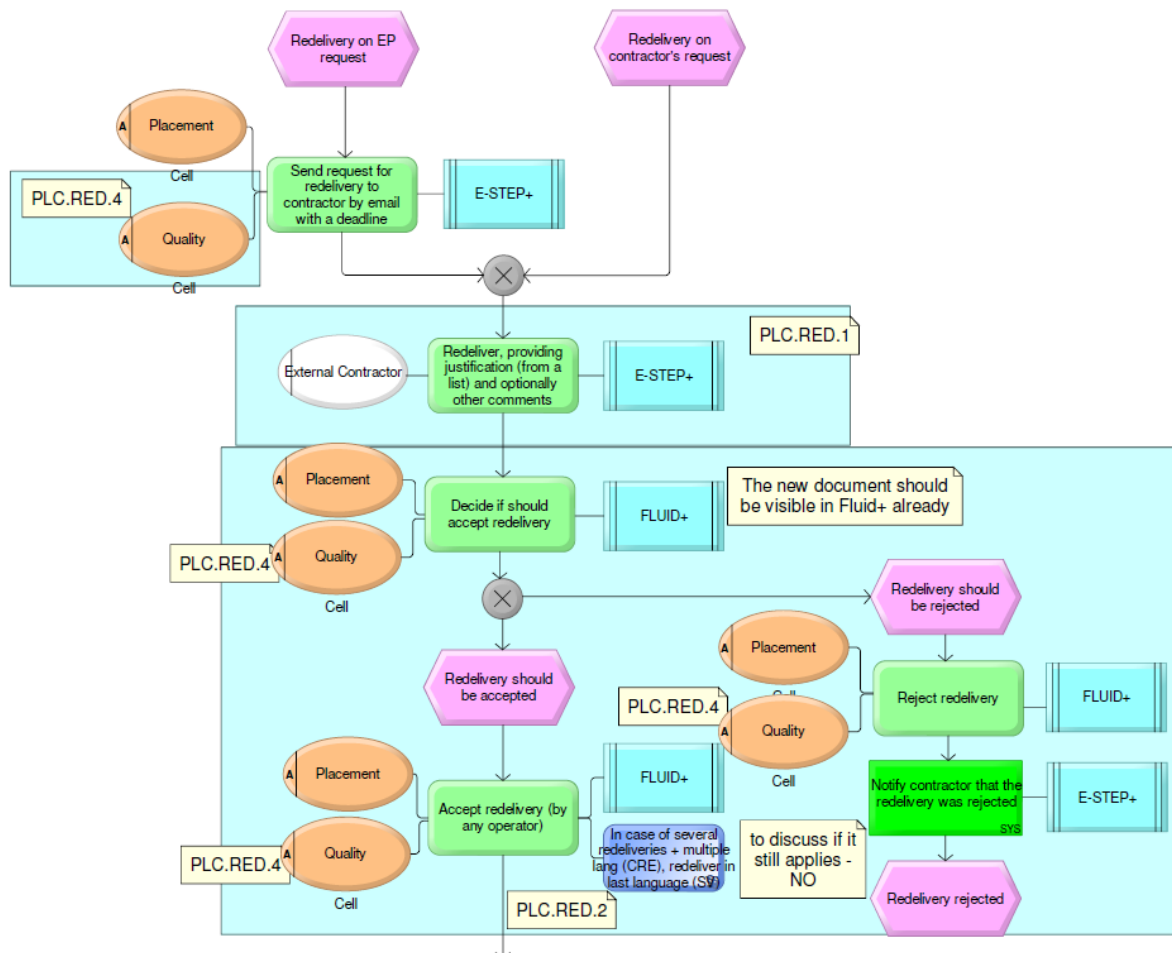 Redelivery on EP
request
Redelivery on
contractor's request
A
Placement
Cell
Send request for
redelivery to
contractor by email
with a deadline
E-STEP+
PLC.RED.4
A
Quality
Cell
PLC.RED.1
External Contractor
Redeliver, providing
justification (from a
list) and optionally
other comments
E-STEP+
A
Placement
Decide if should
accept redelivery
FLUID+
The new document should
be visible in Fluid+ already
PLC.RED.4
A
Quality
Cell
Redelivery should
be rejected
Redelivery should
be accepted
A
Placement
Reject redelivery
FLUID+
PLC.RED.4
A
Quality
Cell
A
Placement
Accept redelivery (by
any operator)
FLUID+
Notify contractor that the
redelivery was rejected
SYS
E-STEP+
PLC.RED.4
A
Quality
Cell
In case of several
redeliveries + multiple
lang (CRE), redeliver in
last language (SV)
to discuss if it
still applies -
NO
PLC.RED.2
Redelivery rejected